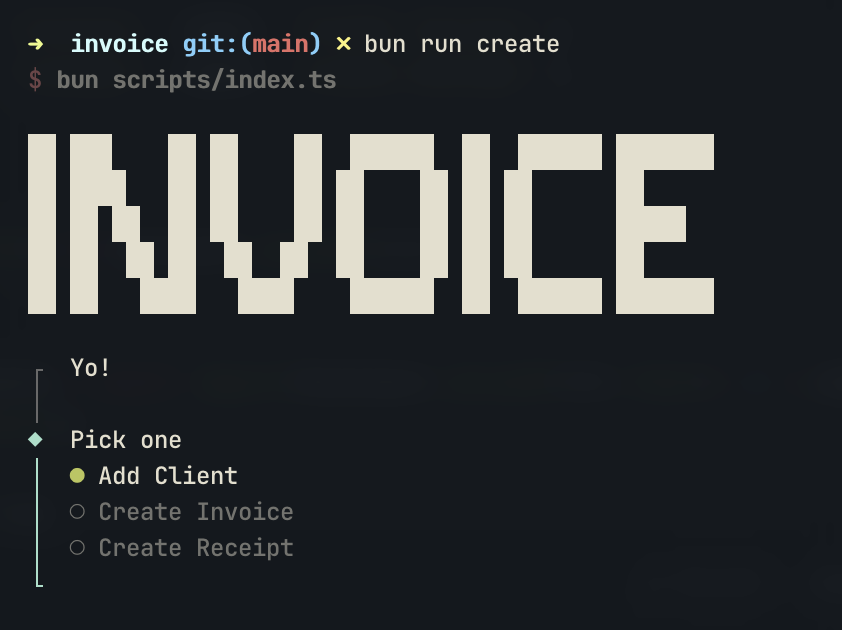 ➜ invoice git:(main) ✕ bun run create
$ bun scripts/index.ts
INVOICE
Yo!
Pick one
Add Client
Create Invoice
Create Receipt